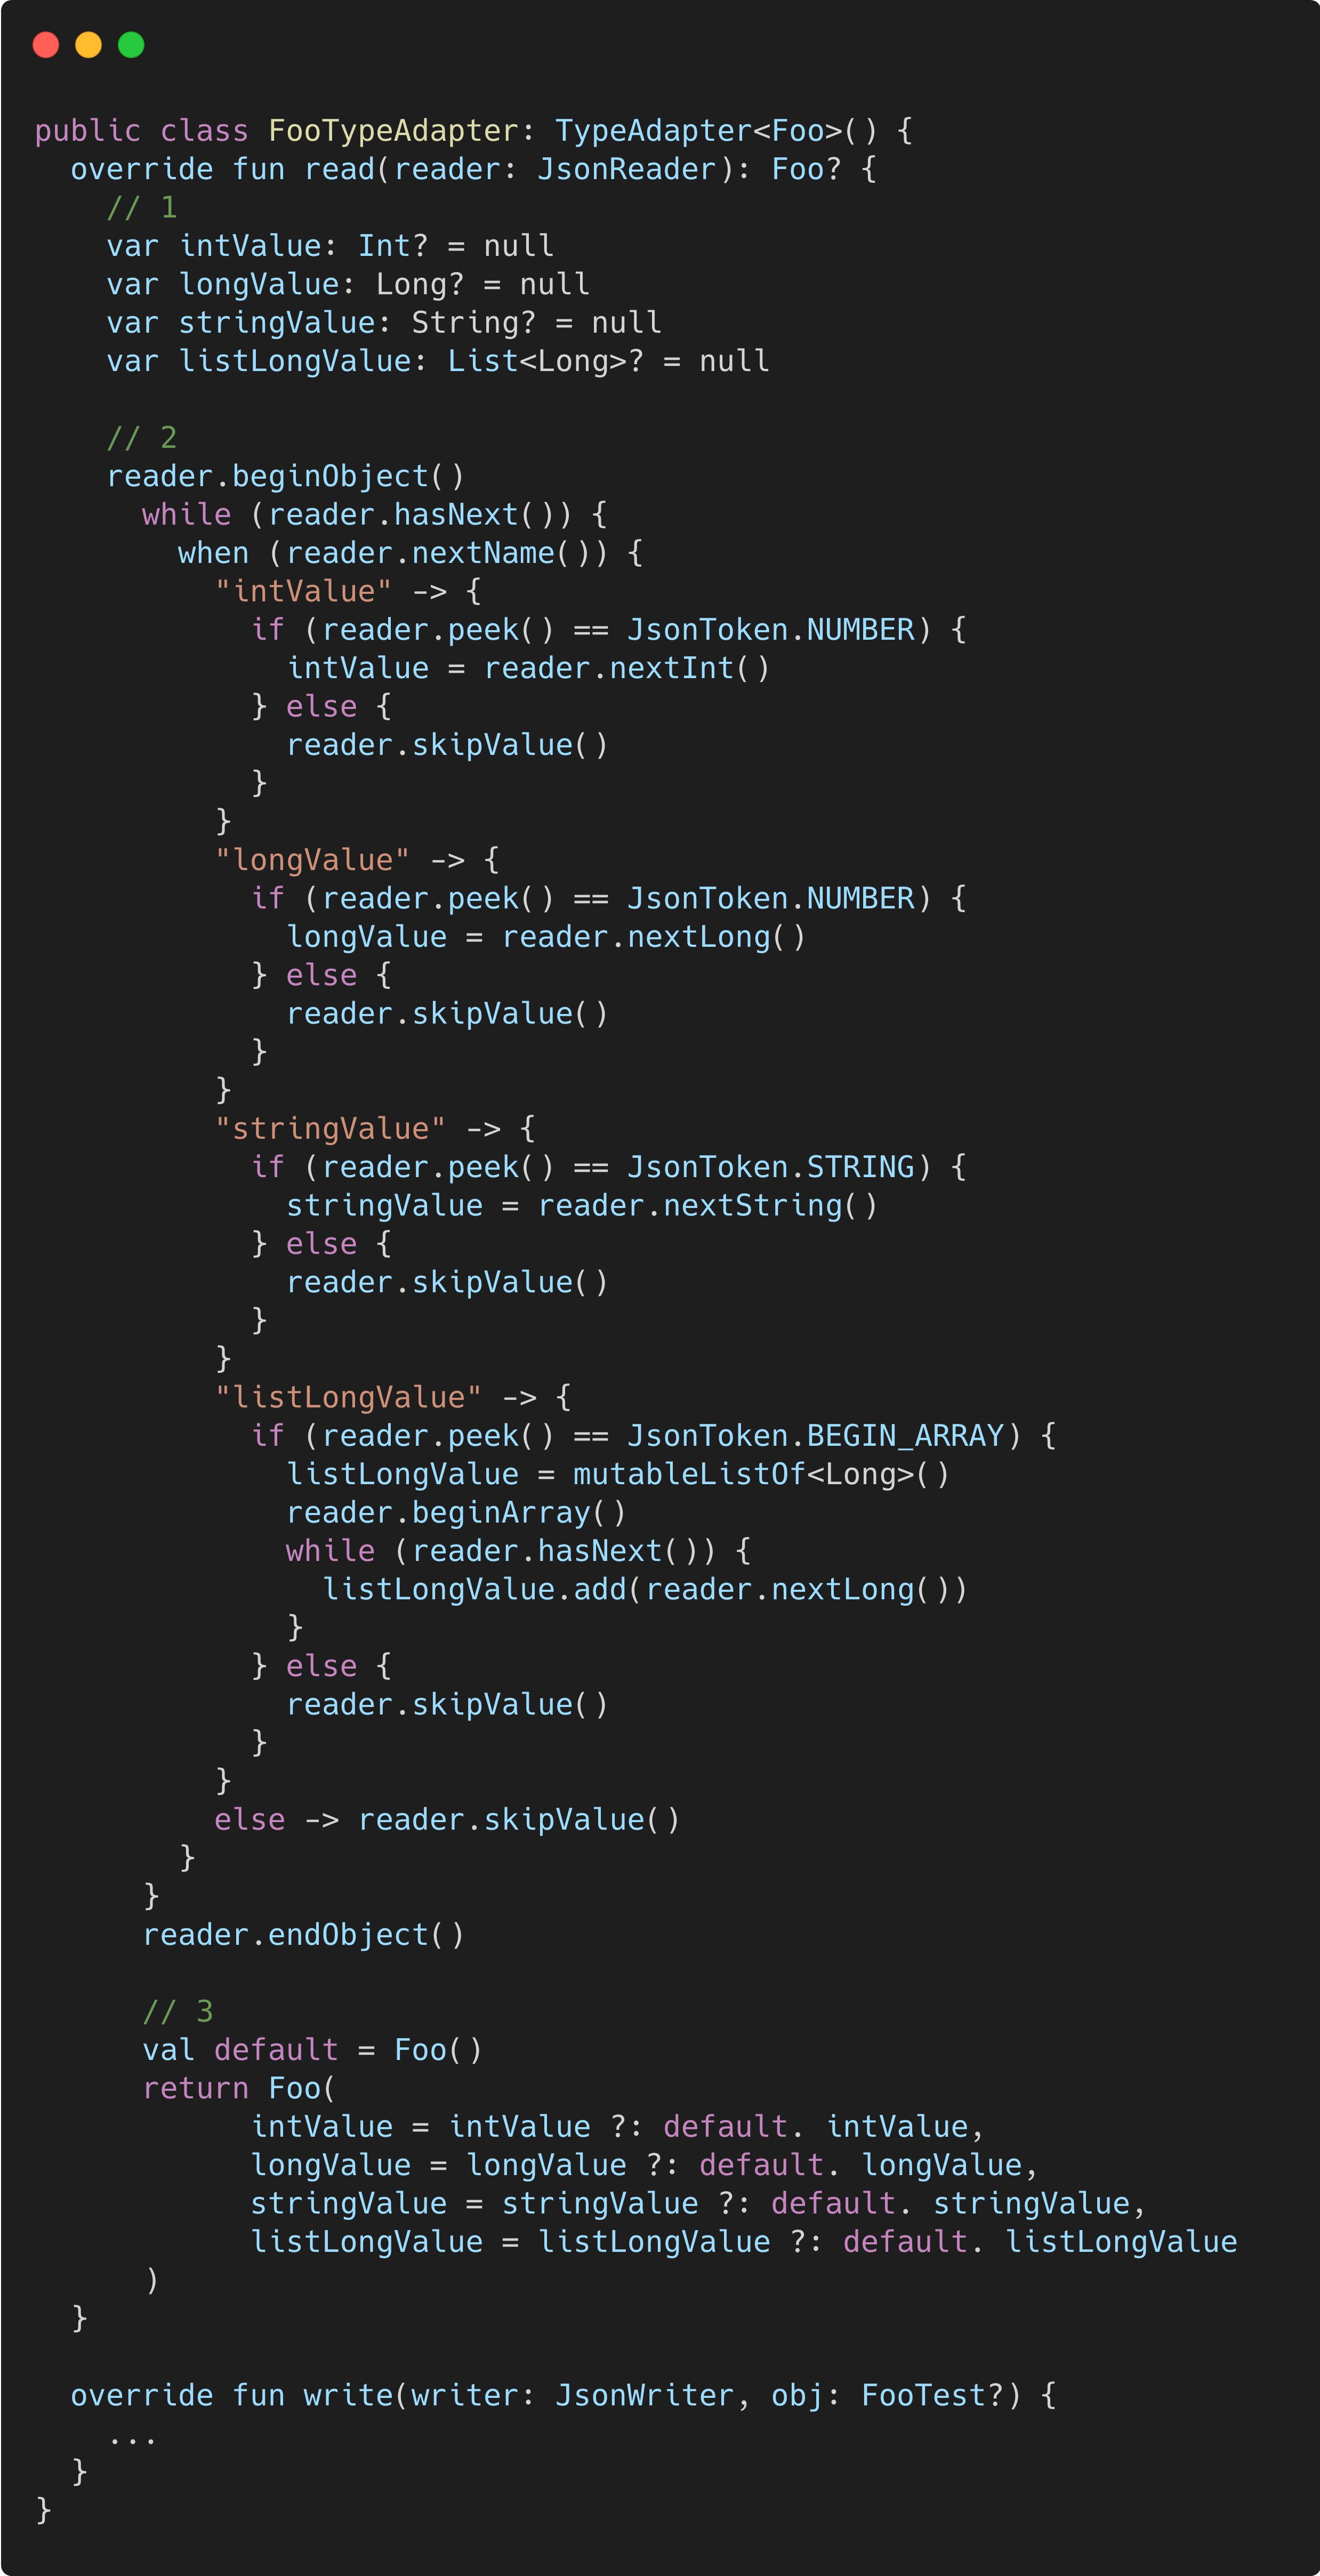 public class FooTypeAdapter: TypeAdapter<Foo>() {
  override fun read(reader: JsonReader): Foo? {
    // 1
    var intValue: Int? = null
    var longValue: Long? = null
    var stringValue: String? = null
    var listLongValue: List<Long>? = null

    // 2
    reader.beginObject()
      while (reader.hasNext()) {
        when (reader.nextName()) {
          "intValue" -> {
            if (reader.peek() == JsonToken.NUMBER) {
              intValue = reader.nextInt()
            } else {
              reader.skipValue()
            }
          }
          "longValue" -> {
            if (reader.peek() == JsonToken.NUMBER) {
              longValue = reader.nextLong()
            } else {
              reader.skipValue()
            }
          }
          "stringValue" -> {
            if (reader.peek() == JsonToken.STRING) {
              stringValue = reader.nextString()
            } else {
              reader.skipValue()
            }
          }
          "listLongValue" -> {
            if (reader.peek() == JsonToken.BEGIN_ARRAY) {
              listLongValue = mutableListOf<Long>()
              reader.beginArray()
              while (reader.hasNext()) {
                listLongValue.add(reader.nextLong())
              }
            } else {
              reader.skipValue()
            }
          }
          else -> reader.skipValue()
        }
      }
      reader.endObject()

      // 3
      val default = Foo()
      return Foo(
            intValue = intValue ?: default. intValue,
            longValue = longValue ?: default. longValue,
            stringValue = stringValue ?: default. stringValue,
            listLongValue = listLongValue ?: default. listLongValue
      )
  }

  override fun write(writer: JsonWriter, obj: FooTest?) {
    ...
  }
}